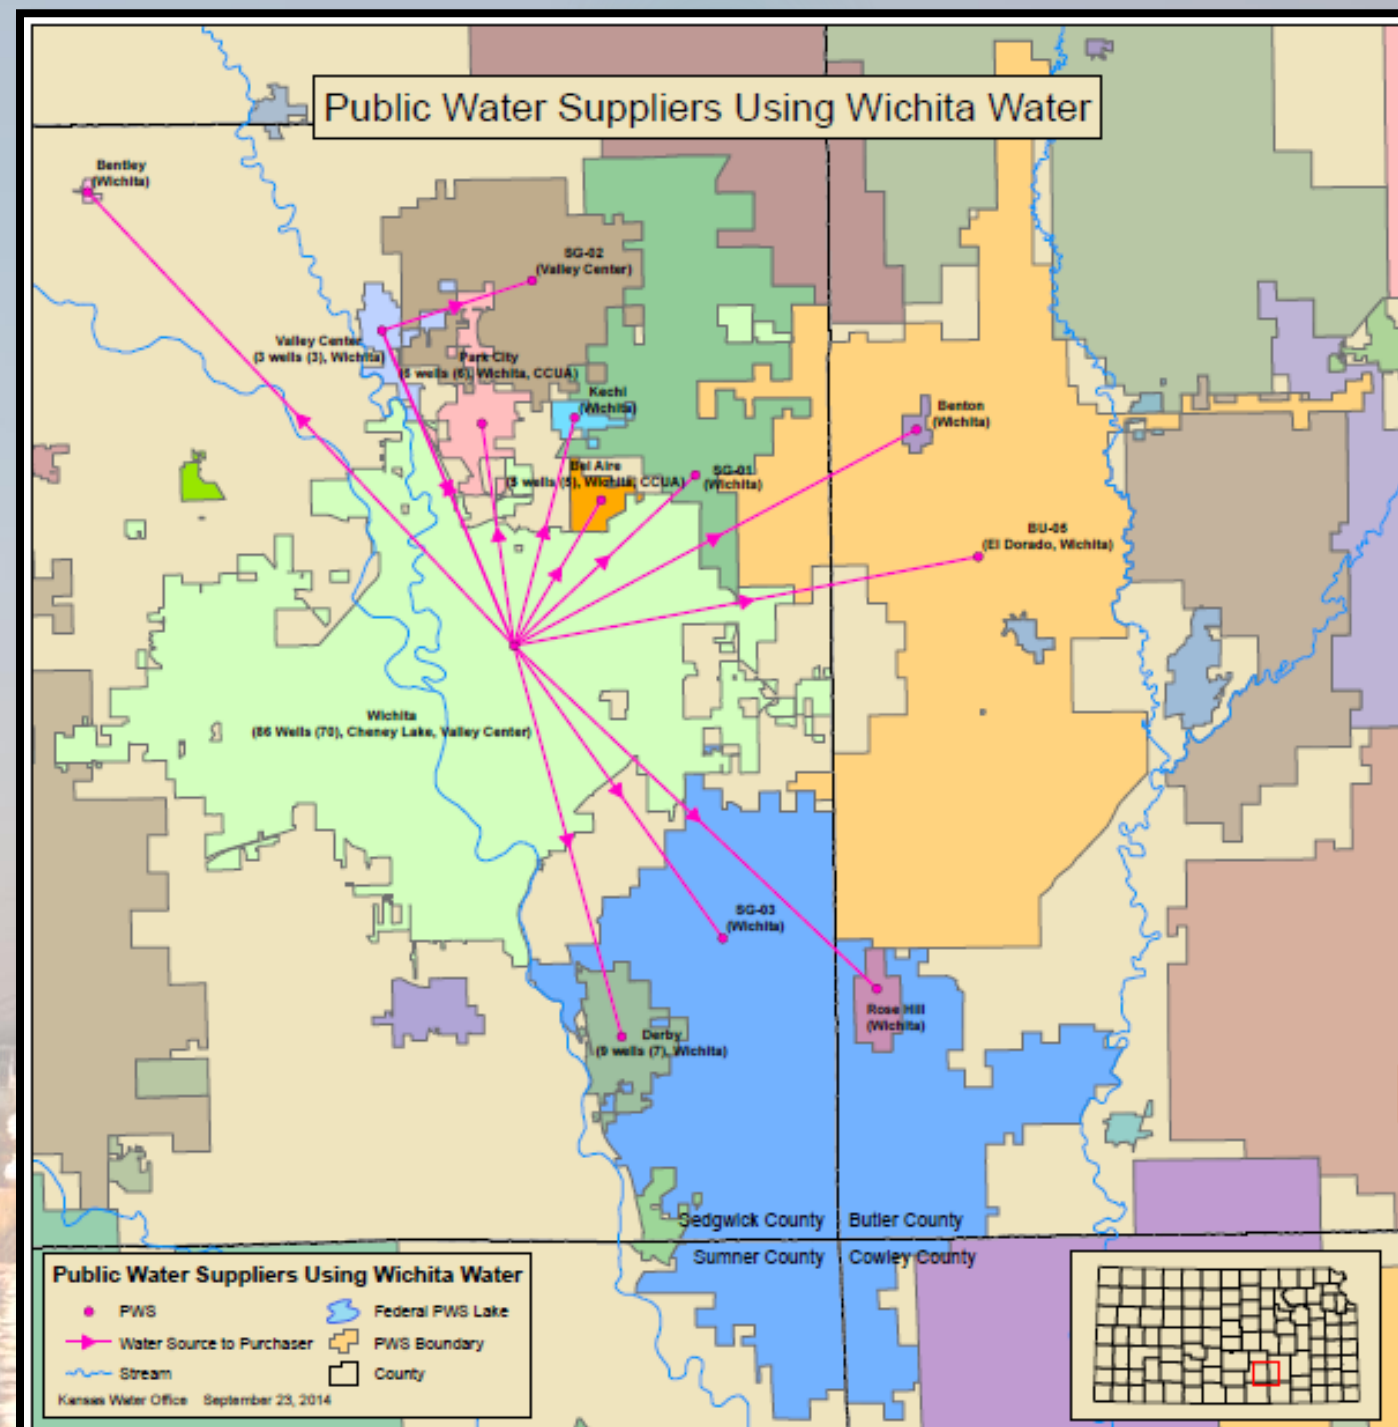 Public Water Suppliers Using Wichita Water
Bentley
(Wichita)
SG-02
(Valley Center)
Valley Center
(3 wells (3), Wichita)
Park City
(6 wells (6), Wichita, CCUA)
Kechi
(Wichita)
Bel Aire
(5 wells (5), Wichita, CCUA)
SG-01
(Wichita)
Benton
(Wichita)
BU-05
(El Dorado, Wichita)
Wichita
(86 Wells (70), Cheney Lake, Valley Center)
SG-03
(Wichita)
Rose Hill
(Wichita)
Derby
(9 wells (7), Wichita)
Sedgwick County
Butler County
Sumner County
Cowley County
Public Water Suppliers Using Wichita Water
PWS
Federal PWS Lake
Water Source to Purchaser
PWS Boundary
Stream
County
Kansas Water Office September 23, 2014